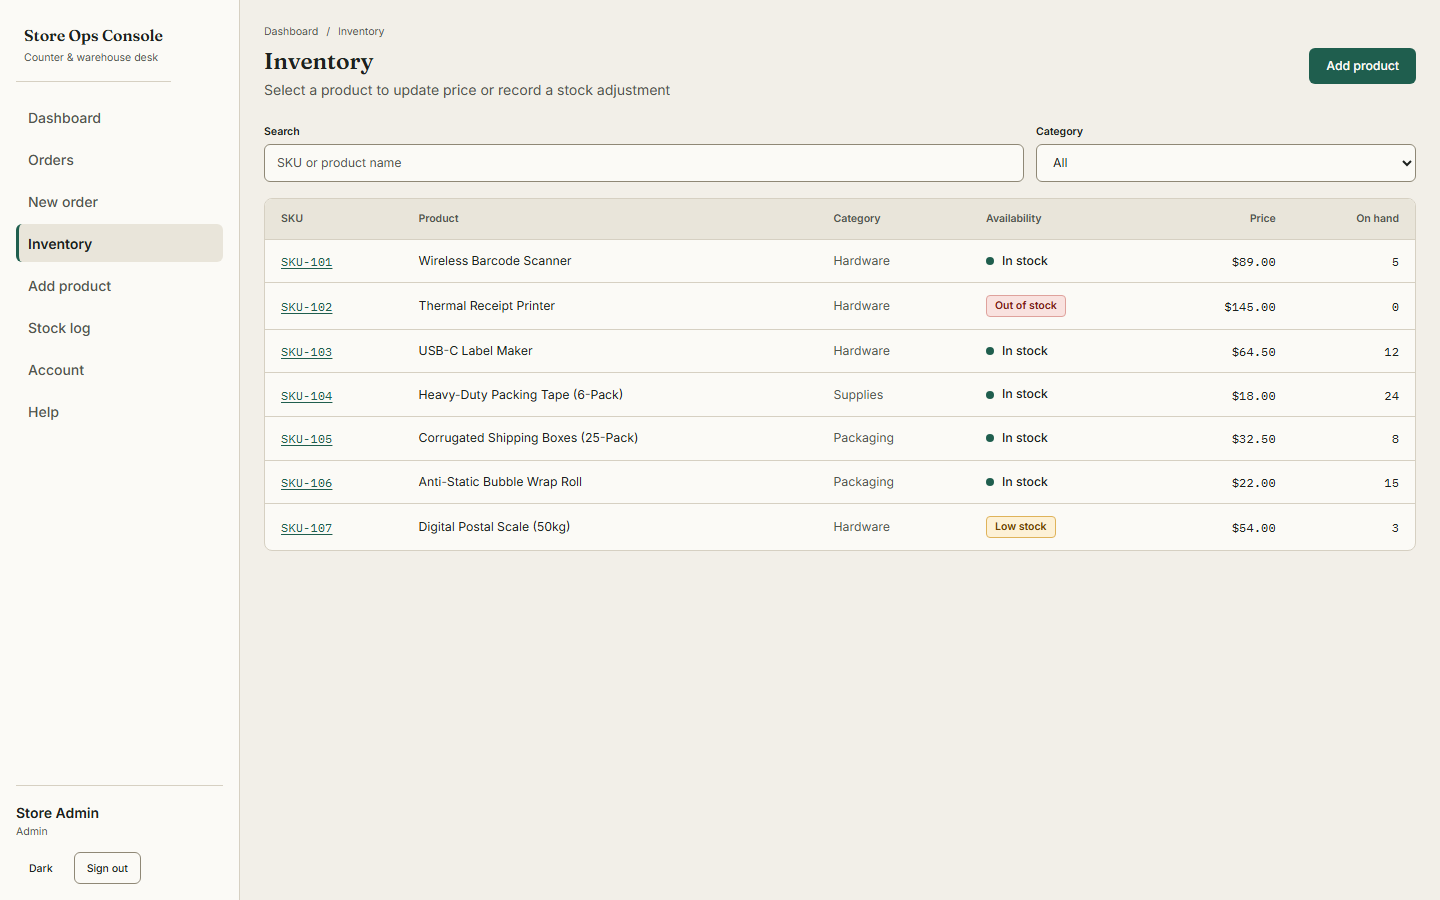 Store Ops Console
Counter & warehouse desk
Dashboard
Orders
New order
Inventory
Add product
Stock log
Account
Help
Store Admin
Admin
Dark
Sign out
Dashboard / Inventory
Inventory
Select a product to update price or record a stock adjustment
Add product
Search
SKU or product name
Category
All
SKU Product Category Availability Price On hand
SKU-101 Wireless Barcode Scanner Hardware In stock $89.00 5
SKU-102 Thermal Receipt Printer Hardware Out of stock $145.00 0
SKU-103 USB-C Label Maker Hardware In stock $64.50 12
SKU-104 Heavy-Duty Packing Tape (6-Pack) Supplies In stock $18.00 24
SKU-105 Corrugated Shipping Boxes (25-Pack) Packaging In stock $32.50 8
SKU-106 Anti-Static Bubble Wrap Roll Packaging In stock $22.00 15
SKU-107 Digital Postal Scale (50kg) Hardware Low stock $54.00 3